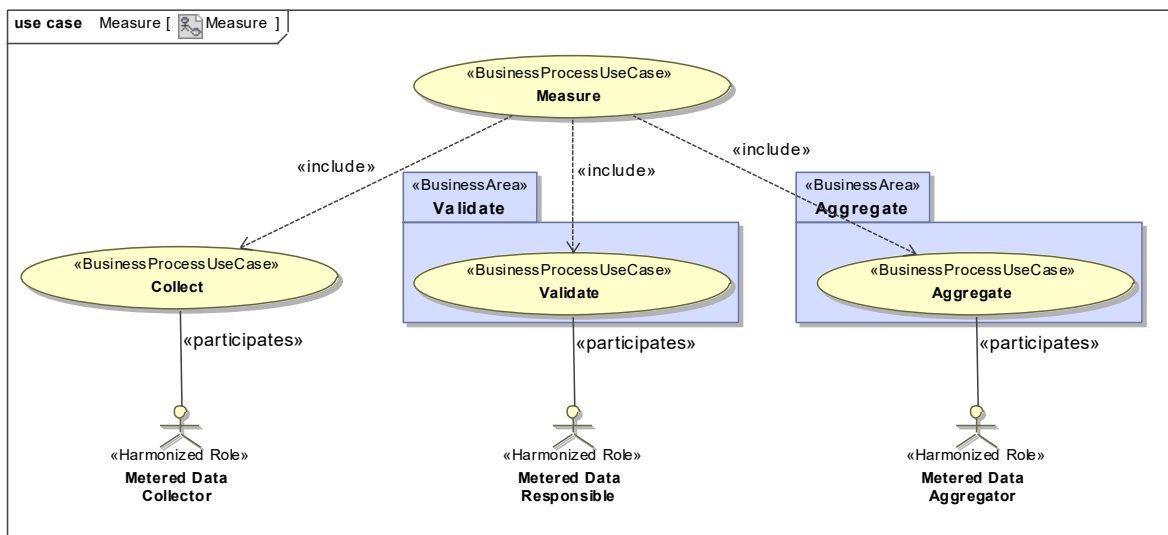 use case Measure [ Measure ]
«BusinessProcessUseCase»
Measure
«include»
«include»
«include»
«BusinessArea»
Validate
«BusinessArea»
Aggregate
«BusinessProcessUseCase»
Collect
«BusinessProcessUseCase»
Validate
«BusinessProcessUseCase»
Aggregate
«participates»
«participates»
«participates»
«Harmonized Role»
Metered Data
Collector
«Harmonized Role»
Metered Data
Responsible
«Harmonized Role»
Metered Data
Aggregator